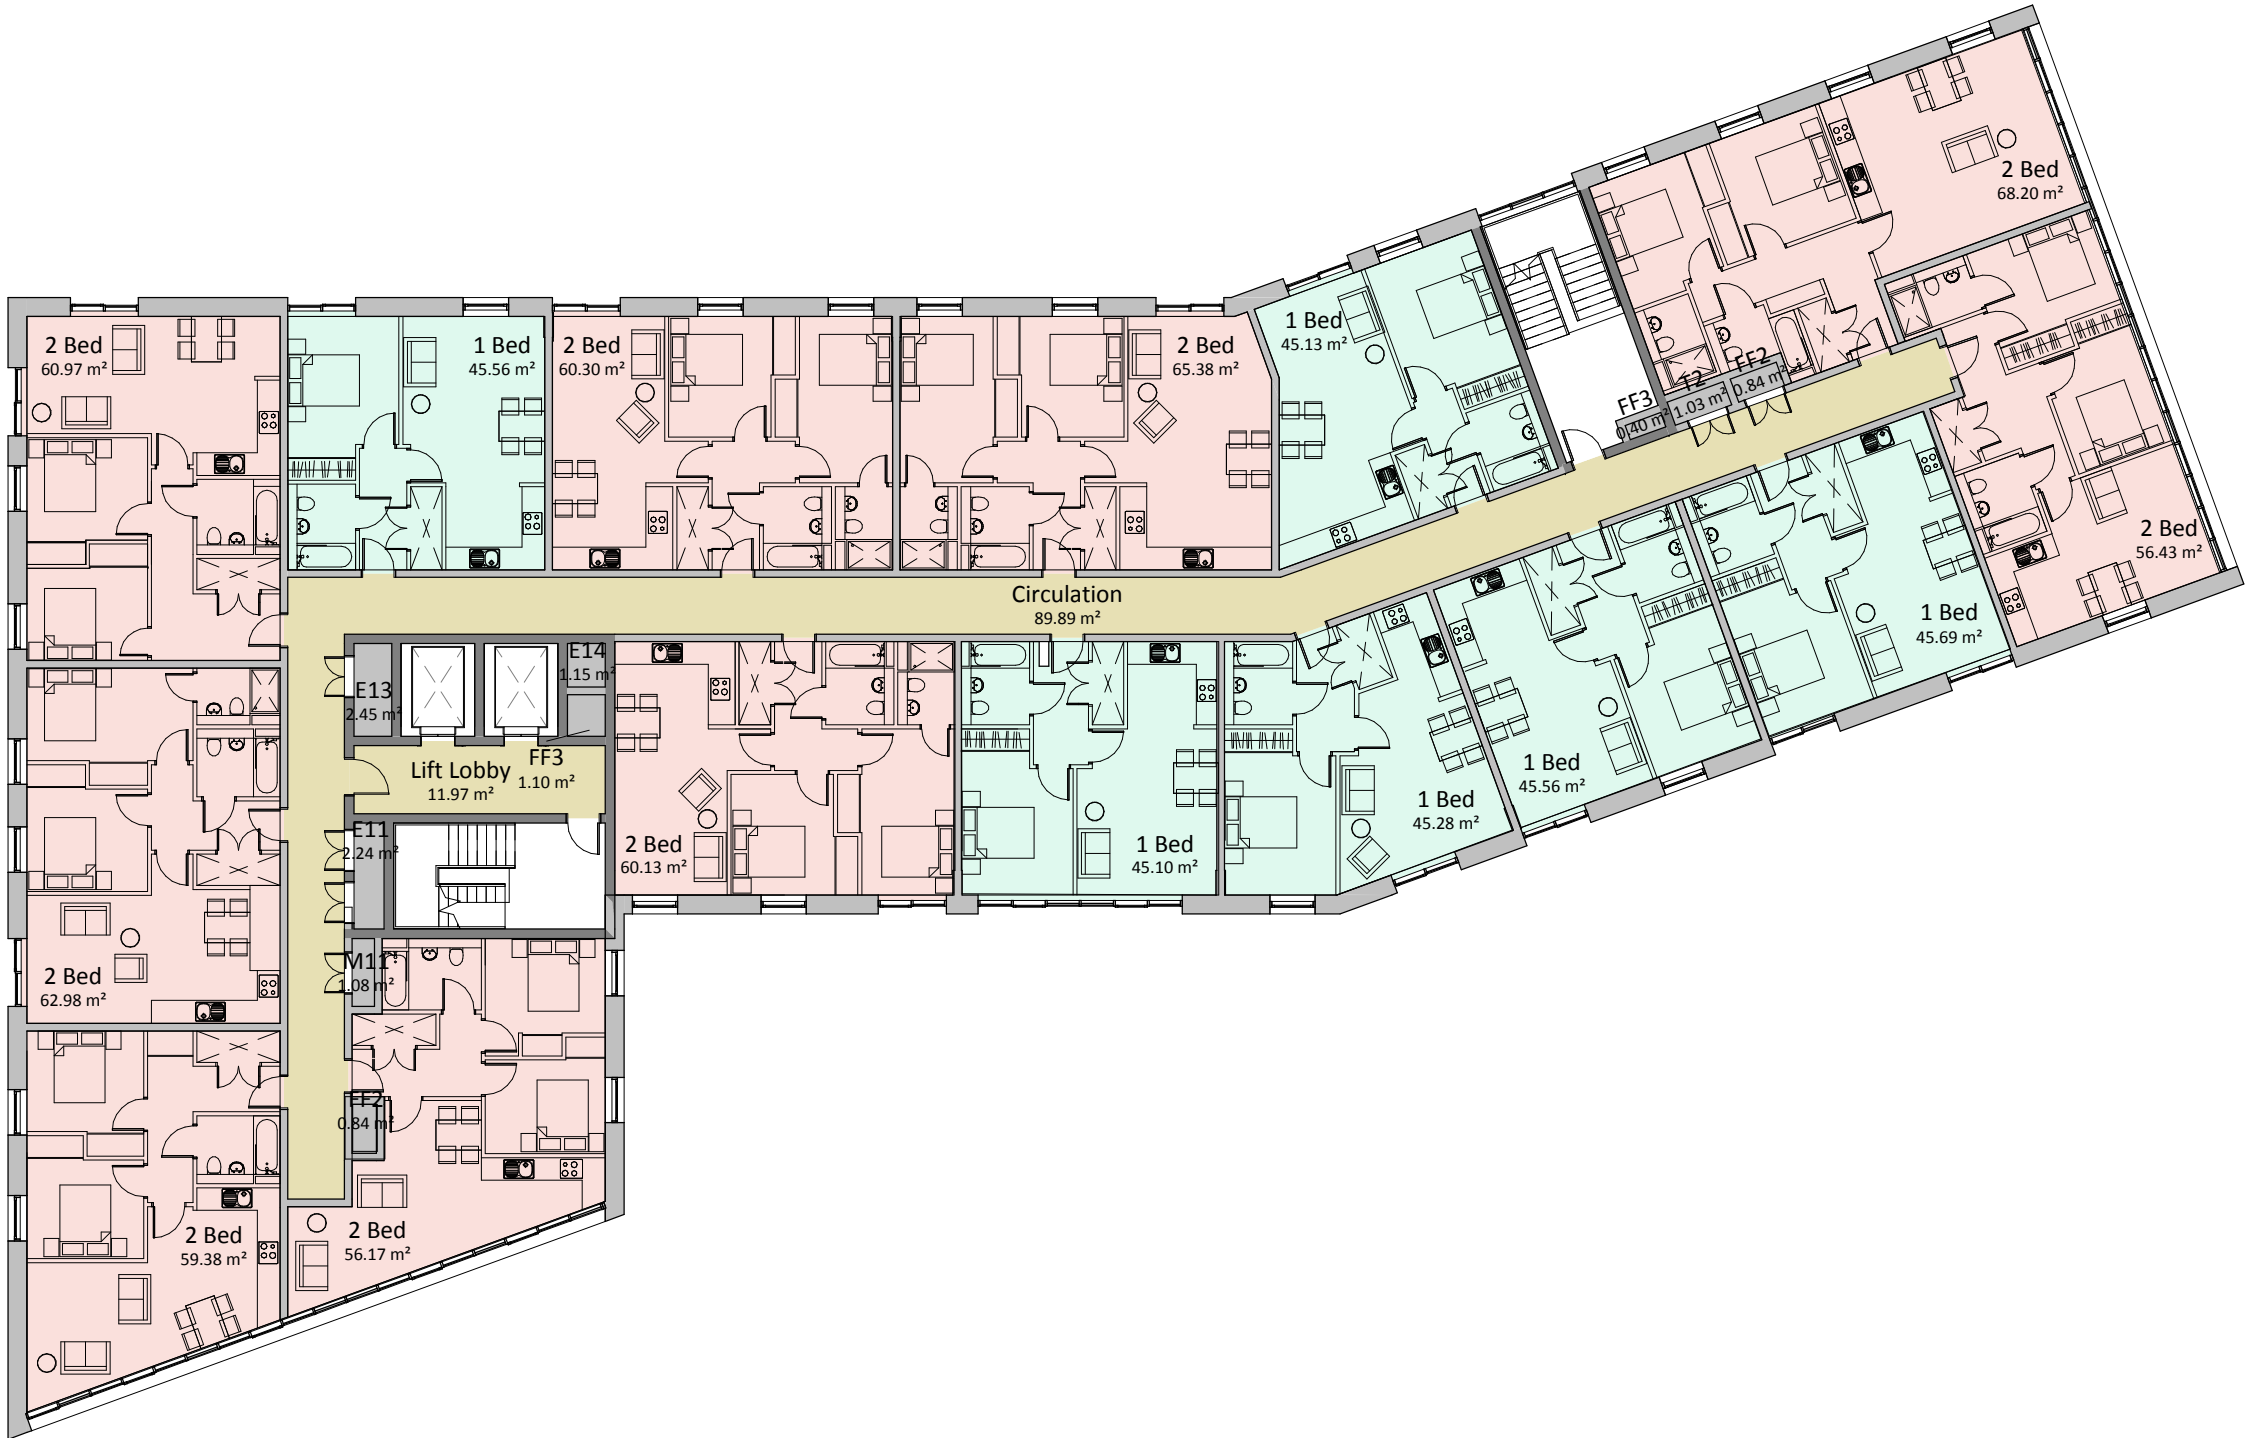 2 Bed
68.20 m²
1 Bed
45.13 m²
2 Bed
60.97 m²
1 Bed
45.56 m²
2 Bed
60.30 m²
2 Bed
65.38 m²
FF2
0.84 m²
T2
1.03 m²
FF3
0.40 m²
2 Bed
56.43 m²
Circulation
89.89 m²
1 Bed
45.69 m²
E14
1.15 m²
E13
2.45 m²
FF3
1.10 m²
Lift Lobby
11.97 m²
1 Bed
45.56 m²
1 Bed
45.28 m²
E11
2.24 m²
2 Bed
60.13 m²
1 Bed
45.10 m²
2 Bed
62.98 m²
M11
1.08 m²
FF2
0.84 m²
2 Bed
59.38 m²
2 Bed
56.17 m²